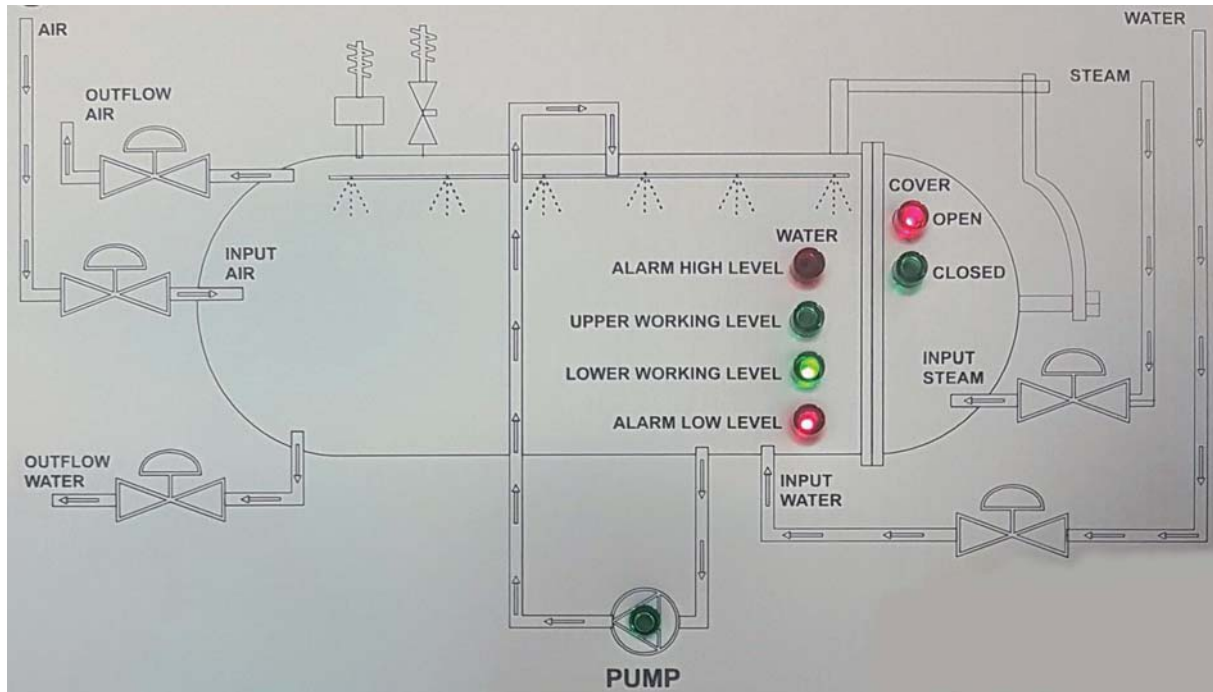 AIR
WATER
STEAM
OUTFLOW
AIR
COVER
OPEN
CLOSED
INPUT
AIR
WATER
ALARM HIGH LEVEL
UPPER WORKING LEVEL
LOWER WORKING LEVEL
ALARM LOW LEVEL
INPUT
STEAM
OUTFLOW
WATER
INPUT
WATER
PUMP